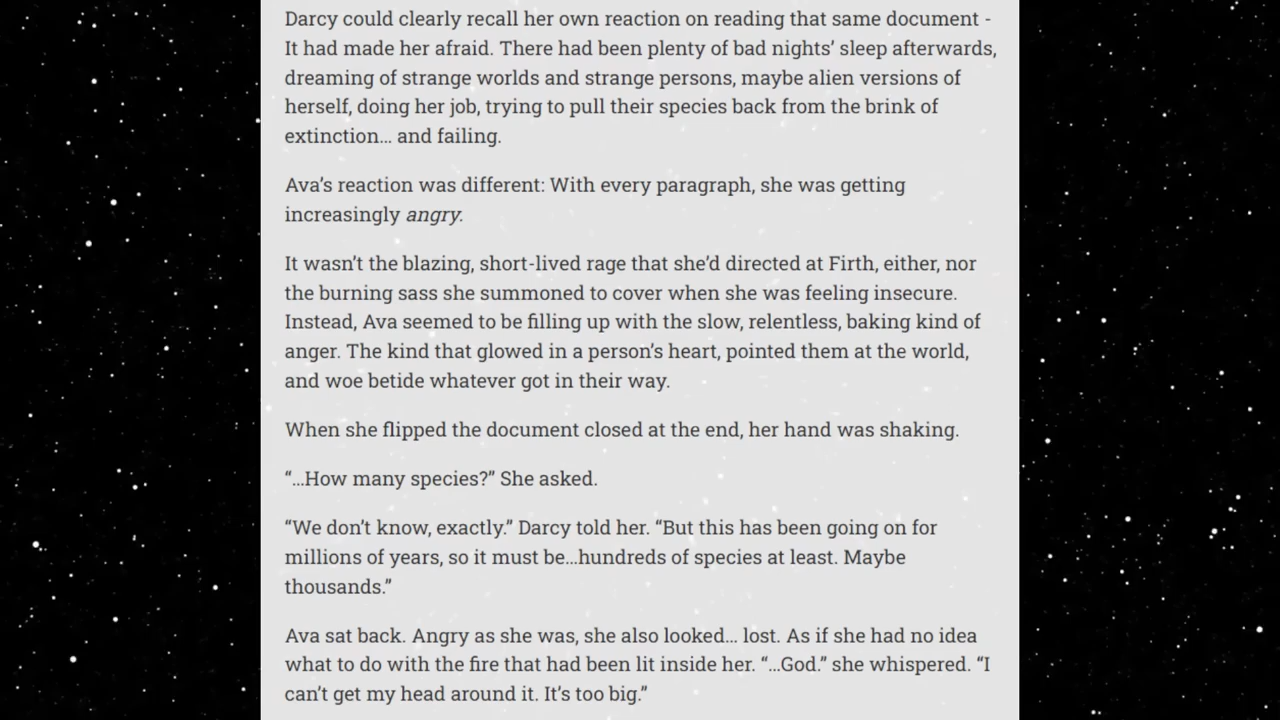 Darcy could clearly recall her own reaction on reading that same document -
It had made her afraid. There had been plenty of bad nights’ sleep afterwards,
dreaming of strange worlds and strange persons, maybe alien versions of
herself, doing her job, trying to pull their species back from the brink of
extinction… and failing.
Ava’s reaction was different: With every paragraph, she was getting
increasingly angry.
It wasn’t the blazing, short-lived rage that she’d directed at Firth, either, nor
the burning sass she summoned to cover when she was feeling insecure.
Instead, Ava seemed to be filling up with the slow, relentless, baking kind of
anger. The kind that glowed in a person’s heart, pointed them at the world,
and woe betide whatever got in their way.
When she flipped the document closed at the end, her hand was shaking.
“…How many species?” She asked.
“We don’t know, exactly.” Darcy told her. “But this has been going on for
millions of years, so it must be…hundreds of species at least. Maybe
thousands.”
Ava sat back. Angry as she was, she also looked… lost. As if she had no idea
what to do with the fire that had been lit inside her. “…God.” she whispered. “I
can’t get my head around it. It’s too big.”